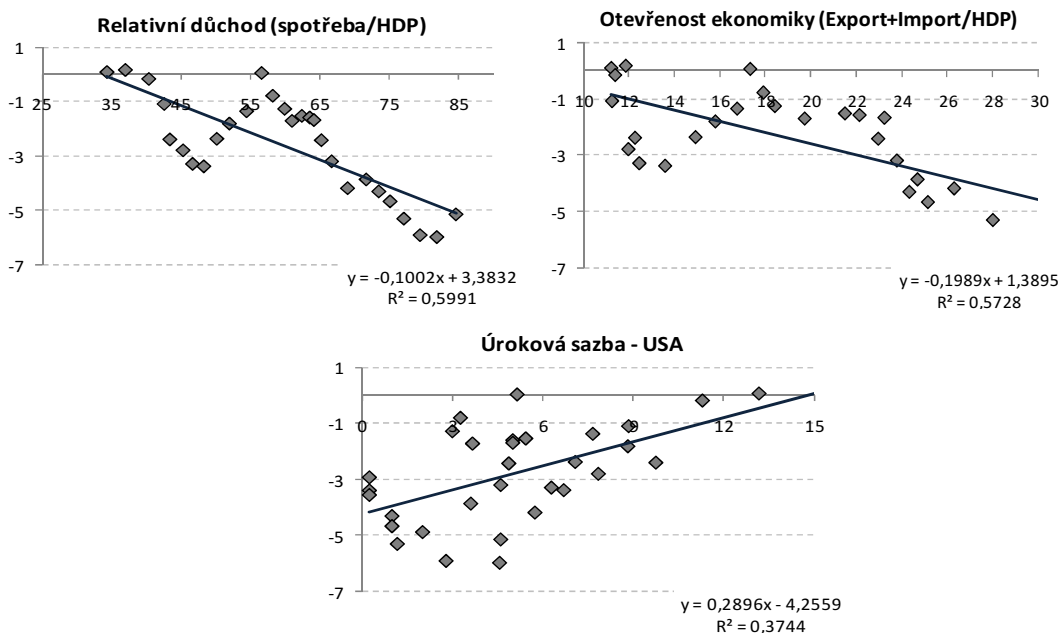 Relativní důchod (spotřeba/HDP)
1
-1
-3
-5
-7
25 35 45 55 65 75 85
y = -0,1002x + 3,3832
R² = 0,5991
Otevřenost ekonomiky (Export+Import/HDP)
1
-1
-3
-5
-7
10 12 14 16 18 20 22 24 26 28 30
y = -0,1989x + 1,3895
R² = 0,5728
Úroková sazba - USA
1
-1
-3
-5
-7
0 3 6 9 12 15
y = 0,2896x - 4,2559
R² = 0,3744